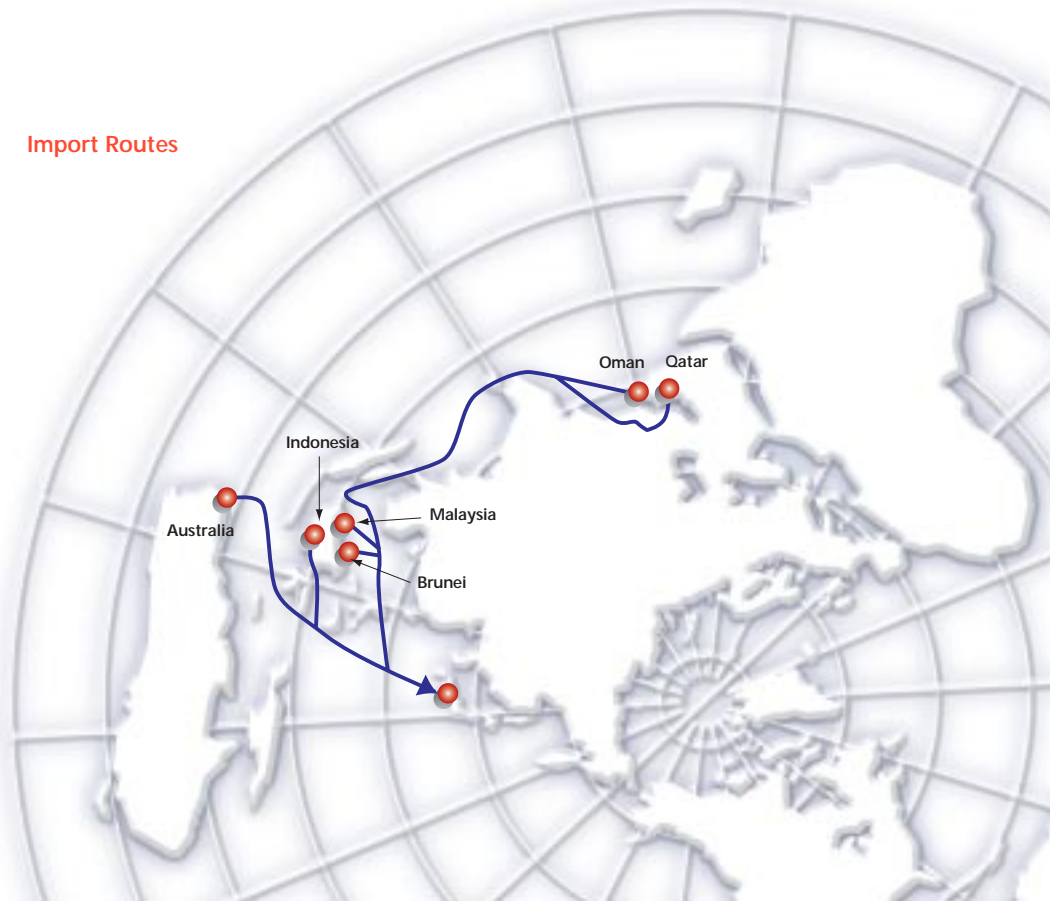 Import Routes
Oman
Qatar
Indonesia
Malaysia
Australia
Brunei